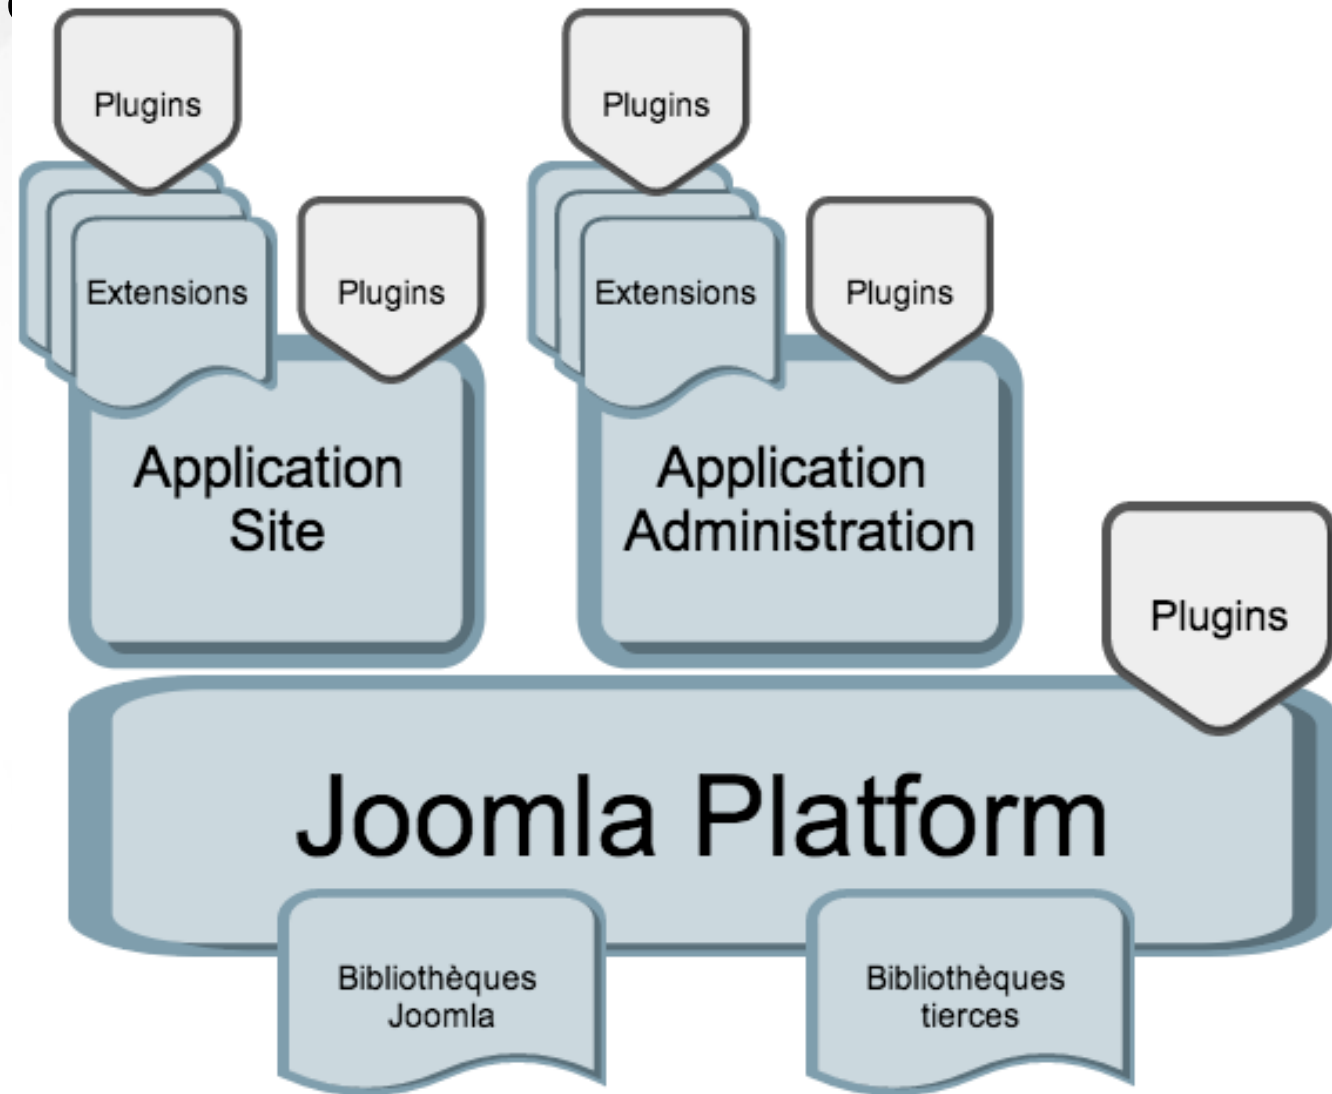 Plugins
Plugins
Extensions
Plugins
Extensions
Plugins
Application
Site
Application
Administration
Plugins
Joomla Platform
Bibliothèques
Joomla
Bibliothèques
tierces